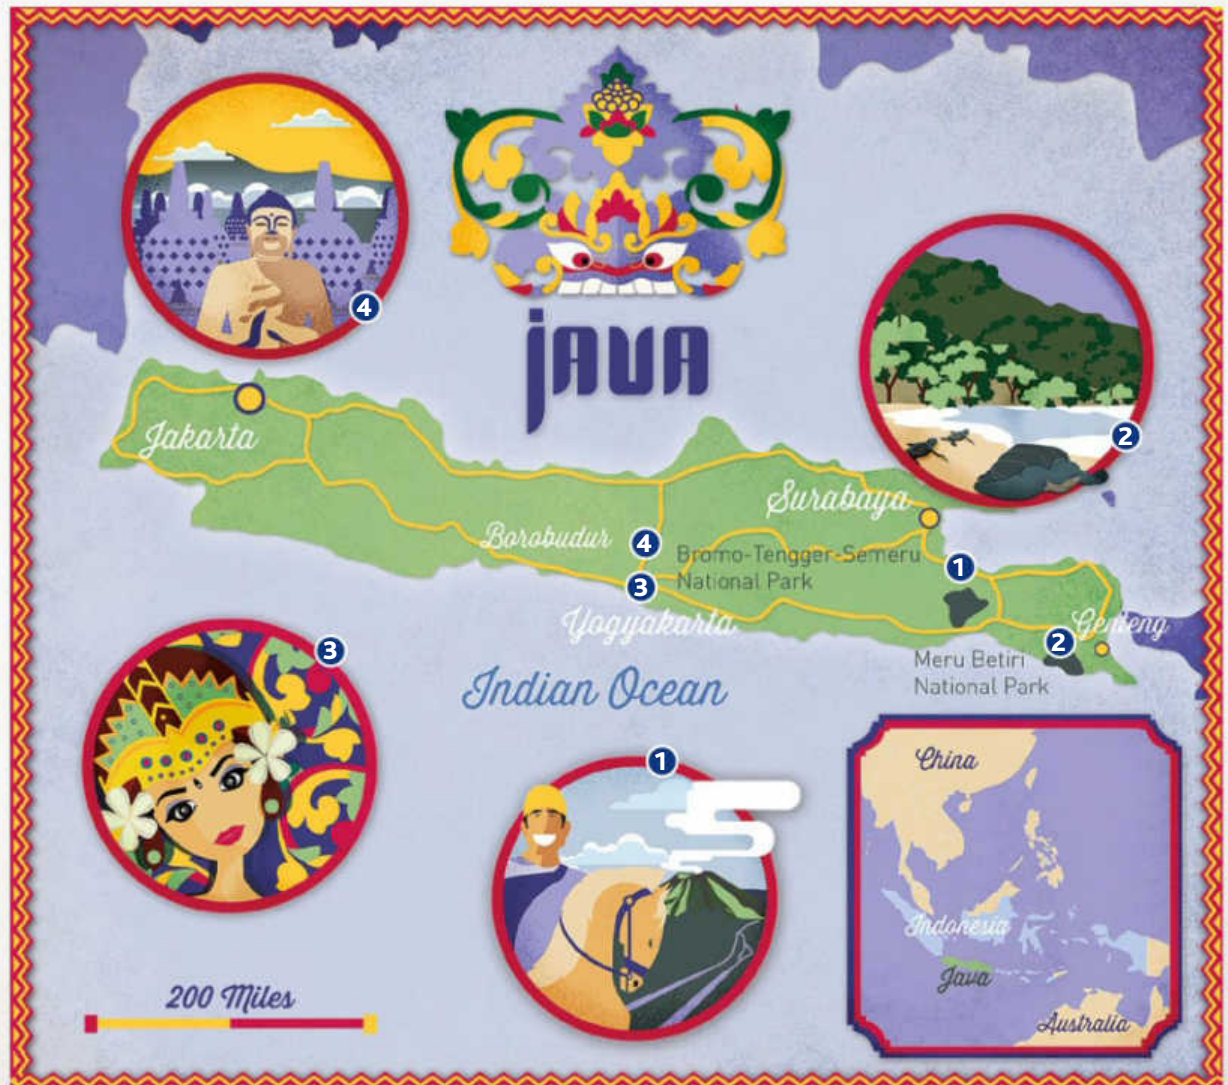 4
java
2
Jakarta
Surabaya
Borobudur
4
Bromo-Tengger-Semeru
National Park
1
3
Yogyakarta
Genteng
2
Meru Betiri
National Park
3
Indian Ocean
1
China
Indonesia
Java
Australia
200 Miles